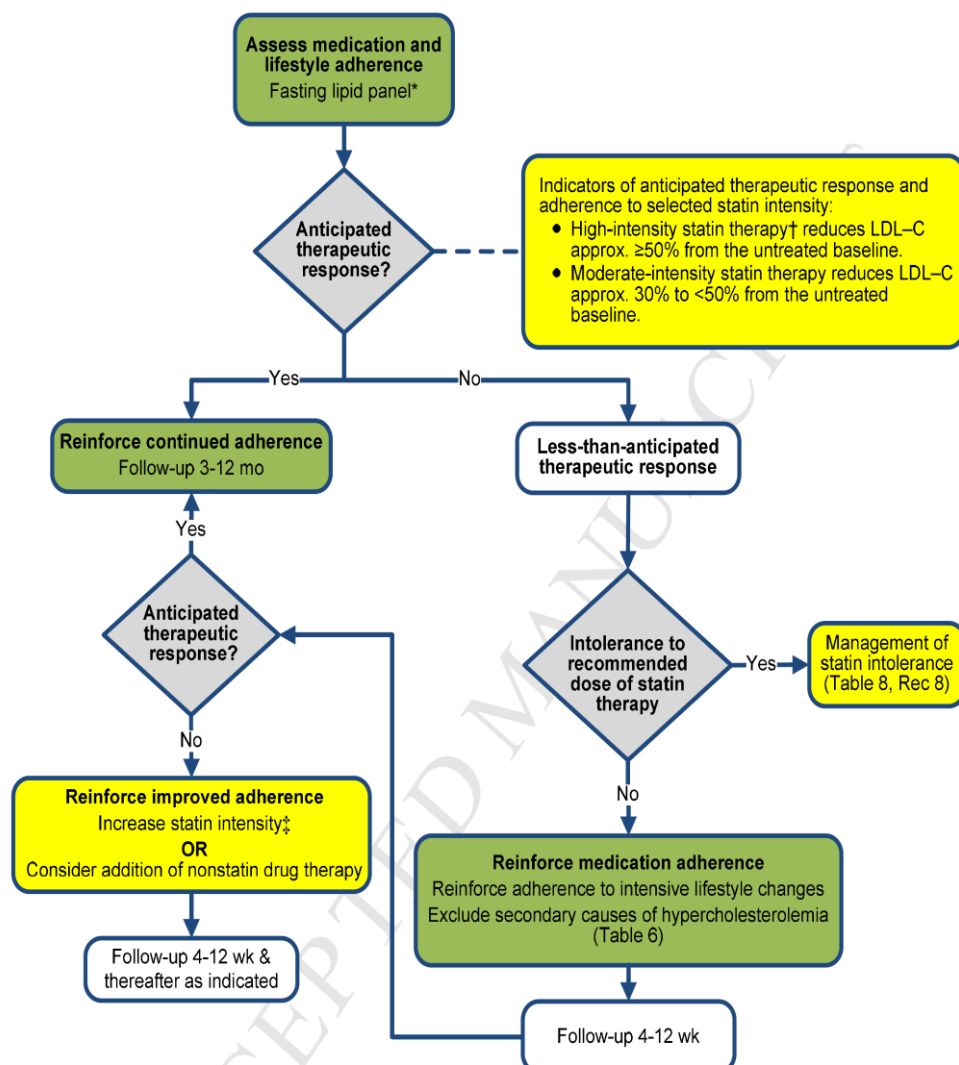 Assess medication and
lifestyle adherence
Fasting lipid panel*
Anticipated
therapeutic
response?
Indicators of anticipated therapeutic response and
adherence to selected statin intensity:
• High-intensity statin therapy† reduces LDL–C
approx. ≥50% from the untreated baseline.
• Moderate-intensity statin therapy reduces LDL–C
approx. 30% to <50% from the untreated
baseline.
Yes
No
Reinforce continued adherence
Follow-up 3-12 mo
Less-than-anticipated
therapeutic response
Yes
Anticipated
therapeutic
response?
Intolerance to
recommended
dose of statin
therapy
Yes
Management of
statin intolerance
(Table 8, Rec 8)
No
No
Reinforce improved adherence
Increase statin intensity‡
OR
Consider addition of nonstatin drug therapy
Reinforce medication adherence
Reinforce adherence to intensive lifestyle changes
Exclude secondary causes of hypercholesterolemia
(Table 6)
Follow-up 4-12 wk &
thereafter as indicated
Follow-up 4-12 wk
CEPTED MANUSC